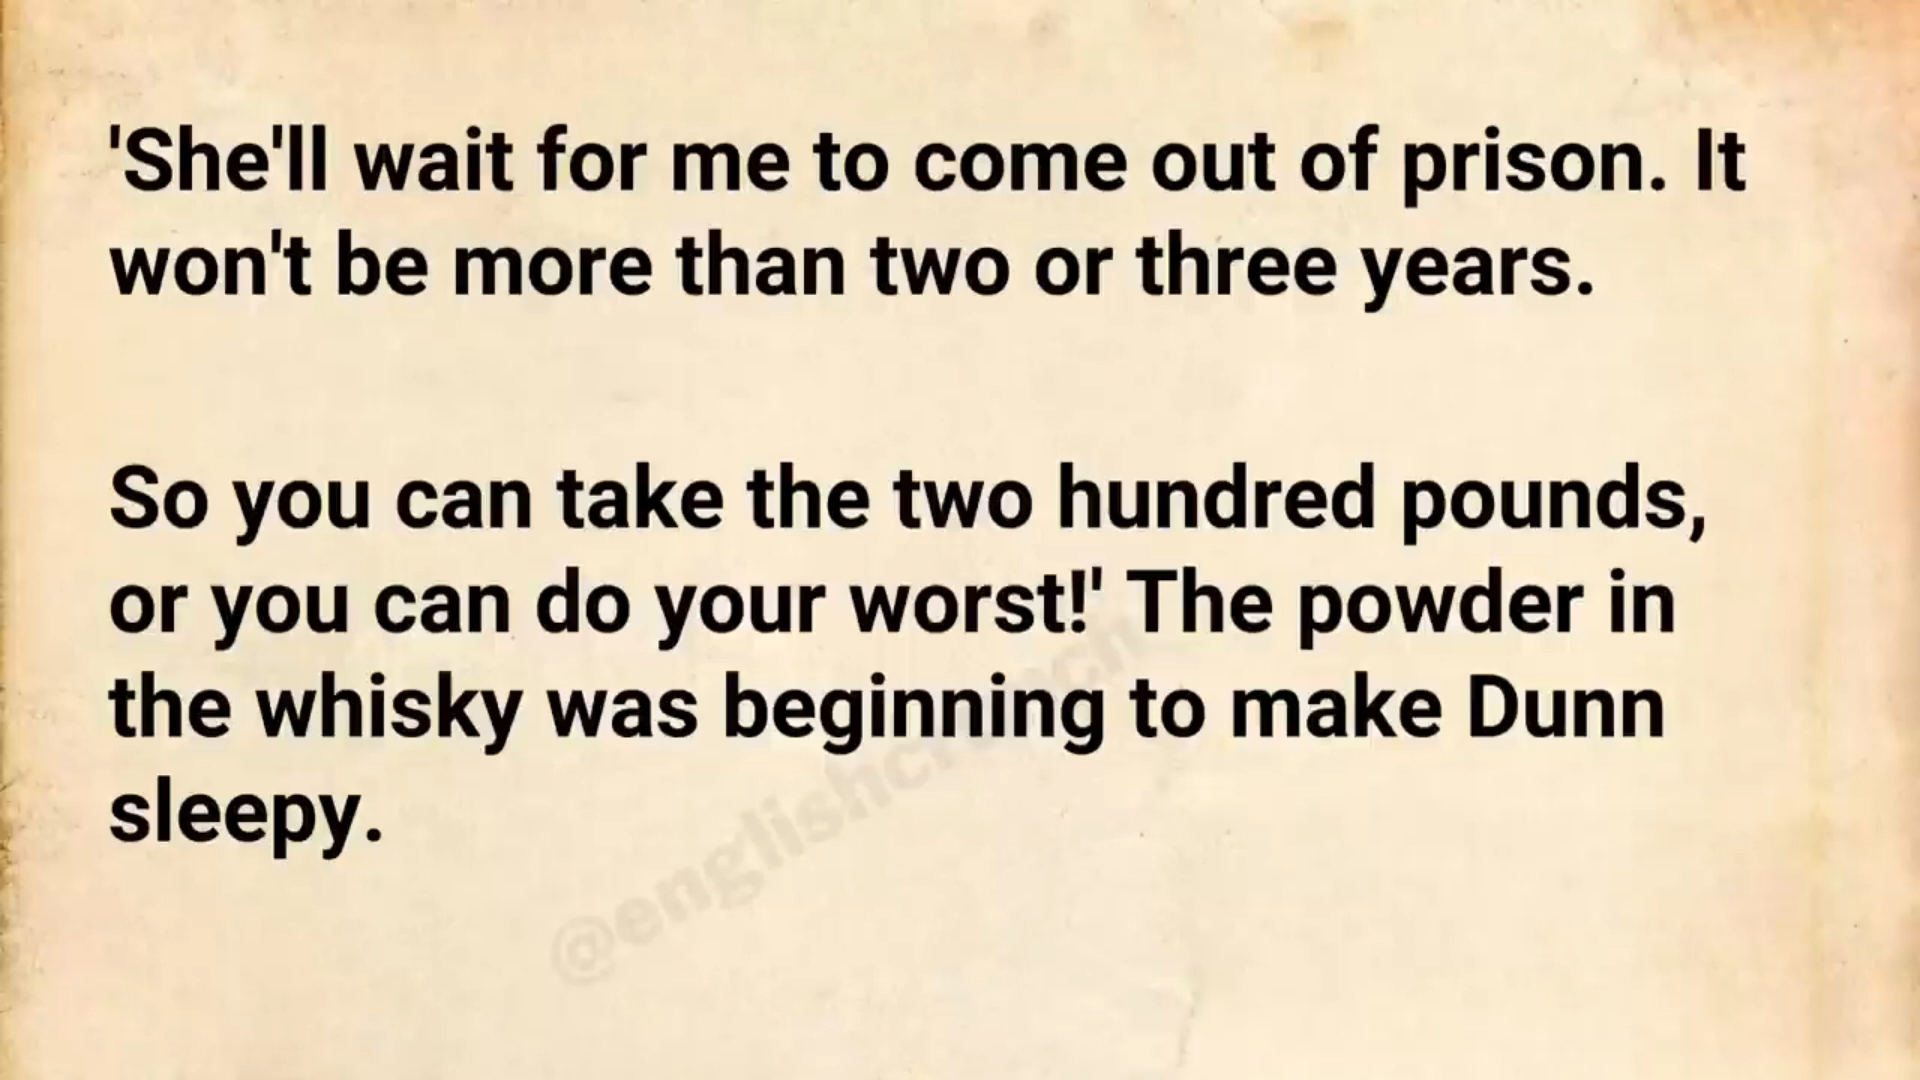 'She'll wait for me to come out of prison. It
won't be more than two or three years.
So you can take the two hundred pounds,
or you can do your worst!' The powder in
the whisky was beginning to make Dunn
sleepy.